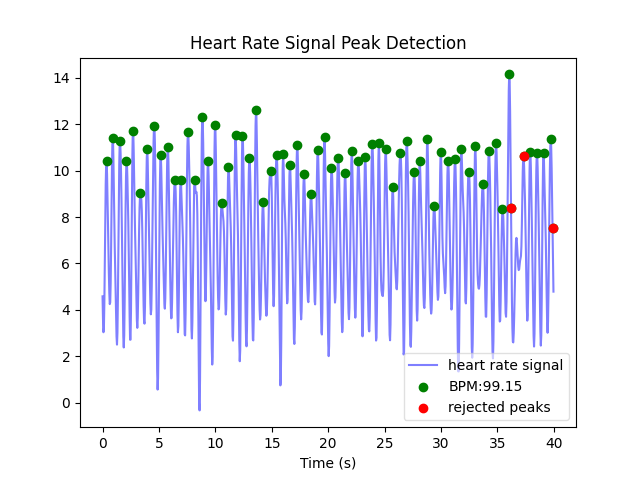 Heart Rate Signal Peak Detection
14
12
10
8
6
4
2
0
heart rate signal
BPM:99.15
rejected peaks
0 5 10 15 20 25 30 35 40
Time (s)